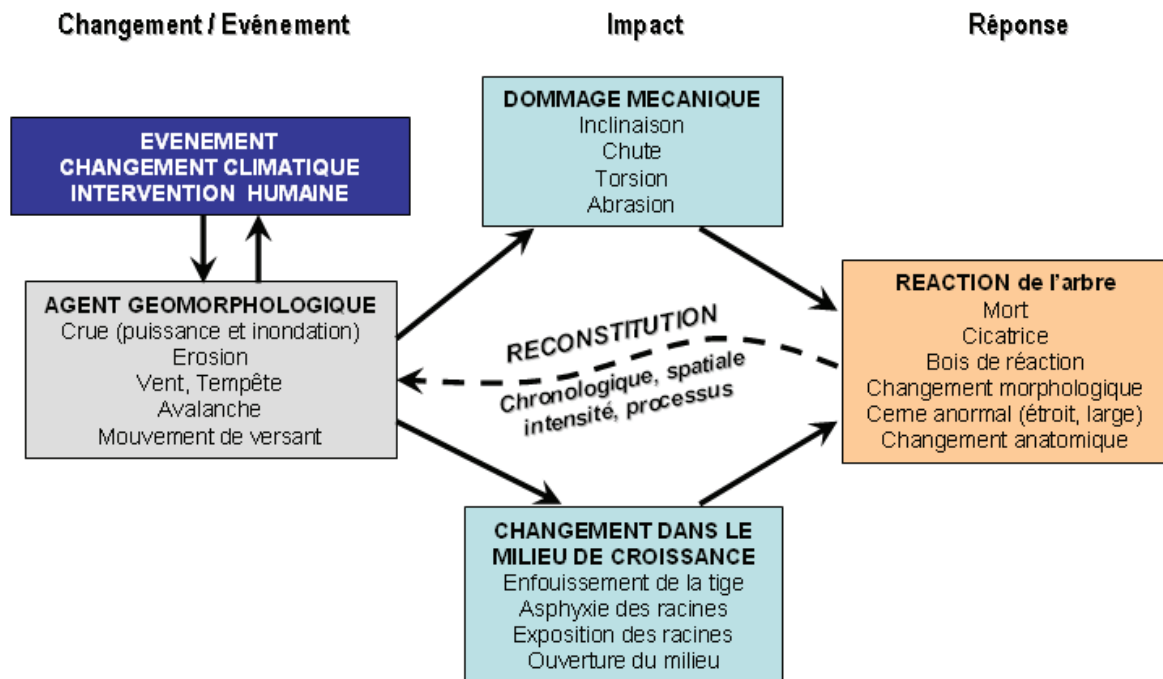 Changement / Evénement
Impact
Réponse
EVENEMENT
CHANGEMENT CLIMATIQUE
INTERVENTION HUMAINE
AGENT GEOMORPHOLOGIQUE
Crue (puissance et inondation)
Erosion
Vent, Tempête
Avalanche
Mouvement de versant
DOMMAGE MECANIQUE
Inclinaison
Chute
Torsion
Abrasion
RECONSTITUTION
Chronologique, spatiale
intensité, processus
CHANGEMENT DANS LE
MILIEU DE CROISSANCE
Enfouissement de la tige
Asphyxie des racines
Exposition des racines
Ouverture du milieu
REACTION de l'arbre
Mort
Cicatrice
Bois de réaction
Changement morphologique
Cerne anormal (étroit, large)
Changement anatomique